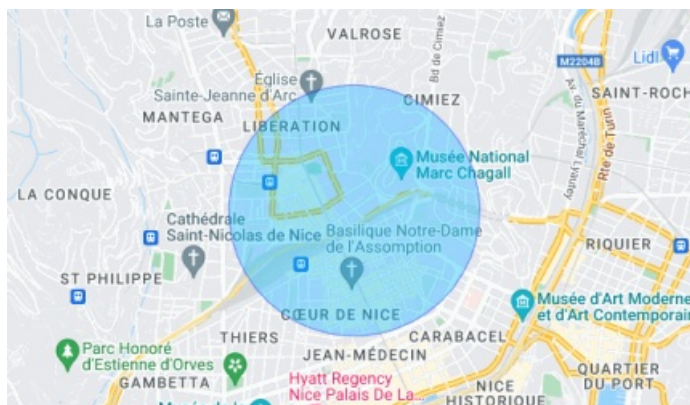 La Poste
VALROSE
Bd de Cimiez
M2204B
Lidl
Église
Sainte-Jeanne d'Arc
CIMIEZ
SAINT-ROCH
MANTEGA
LIBERATION
Av. du Maréchal Lyautey
Rte de Turin
Musée National
Marc Chagall
LA CONQUE
Cathédrale
Saint-Nicolas de Nice
Basilique Notre-Dame
de l'Assomption
RIQUIER
ST PHILIPPE
Musée d'Art Moderne
et d'Art Contemporain
CŒUR DE NICE
THIERS
CARABACEL
Parc Honoré
d'Estienne d'Orves
JEAN-MÉDECIN
GAMBETTA
Hyatt Regency
Nice Palais De La...
NICE
HISTORIQUE
QUARTIER
DU PORT